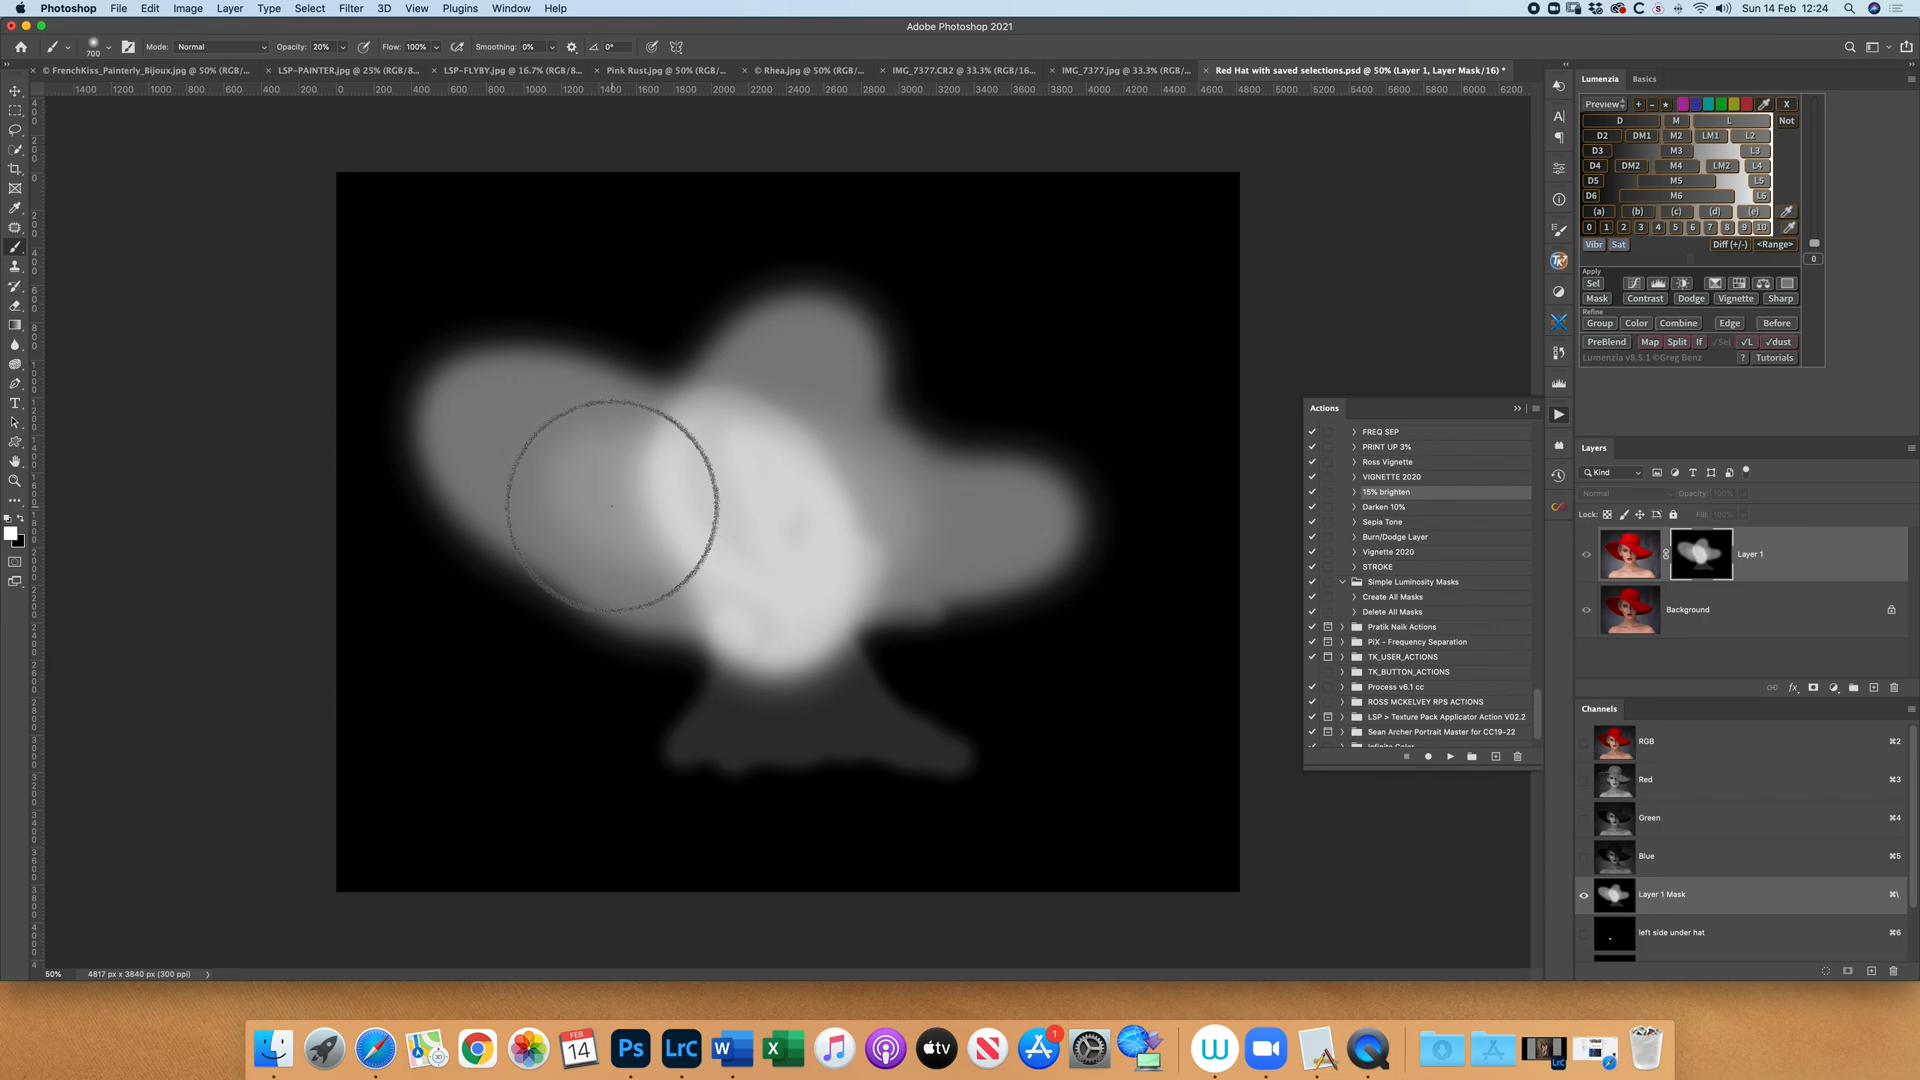 Photoshop File Edit Image Layer Type Select Filter 3D View Plugins Window Help Sun 14 Feb 12:24
Adobe Photoshop 2021
700 Mode: Normal Opacity: 20% Flow: 100% Smoothing: 0% 0°
© FrenchKiss_Painterly_Bijoux.jpg @ 50% (RGB/... LSP-PAINTER.jpg @ 25% (RGB/8... LSP-FLYBY.jpg @ 16.7% (RGB/8... Pink Rust.jpg @ 50% (RGB/... © Rhea.jpg @ 50% (RGB/8... IMG_7377.CR2 @ 33.3% (RGB/16... IMG_7377.jpg @ 33.3% (RGB/8... Red Hat with saved selections.psd @ 50% (Layer 1, Layer Mask/16) *
1400 1200 1000 800 600 400 200 0 200 400 600 800 1000 1200 1400 1600 1800 2000 2200 2400 2600 2800 3000 3200 3400 3600 3800 4000 4200 4400 4600 4800 5000 5200 5400 5600 5800 6000 6200
Lumenzia Basics
Preview + - ★ X
D M L Not
D2 DM1 M2 LM1 L2
D3 M3 L3
D4 DM2 M4 LM2 L4
D5 M5 L5
D6 M6 L6
(a) (b) (c) (d) (e)
0 1 2 3 4 5 6 7 8 9 10
Vibr Sat Diff (+/-) <Range>
0
Apply
Sel
Mask Contrast Dodge Vignette Sharp
Refine
Group Color Combine Edge Before
PreBlend Map Split If √Sel √L √dust
Lumenzia v8.5.1 ©Greg Benz ? Tutorials
Actions
FREQ SEP
PRINT UP 3%
Ross Vignette
VIGNETTE 2020
15% brighten
Darken 10%
Sepia Tone
Burn/Dodge Layer
Vignette 2020
STROKE
Simple Luminosity Masks
Create All Masks
Delete All Masks
Pratik Naik Actions
PiX - Frequency Separation
TK_USER_ACTIONS
TK_BUTTON_ACTIONS
Process v6.1 cc
ROSS MCKELVEY RPS ACTIONS
LSP > Texture Pack Applicator Action V02.2
Sean Archer Portrait Master for CC19-22
Infinite Color
Layers
Kind
Normal Opacity: 100%
Lock: Fill: 100%
Layer 1
Background
fx
Channels
RGB ⌘2
Red ⌘3
Green ⌘4
Blue ⌘5
Layer 1 Mask ⌘\
left side under hat ⌘6
50% 4817 px x 3840 px (300 ppi)
FEB
14
Ps LrC W X tv 1
LrC